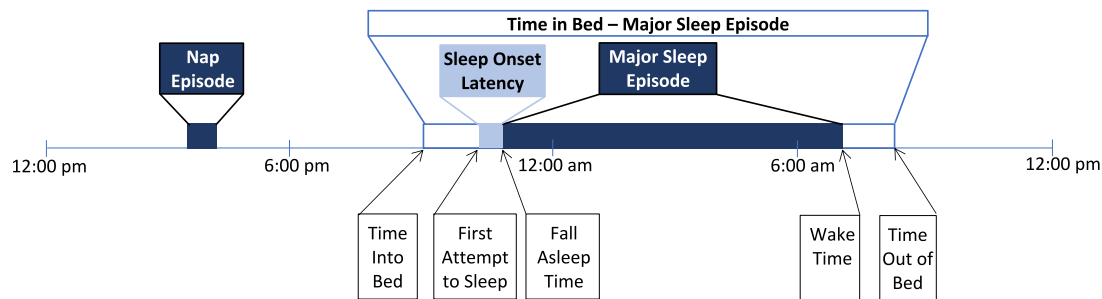 Time in Bed – Major Sleep Episode
Nap
Episode
Sleep Onset
Latency
Major Sleep
Episode
12:00 pm
6:00 pm
12:00 am
6:00 am
12:00 pm
Time
Into
Bed
First
Attempt
to Sleep
Fall
Asleep
Time
Wake
Time
Time
Out of
Bed